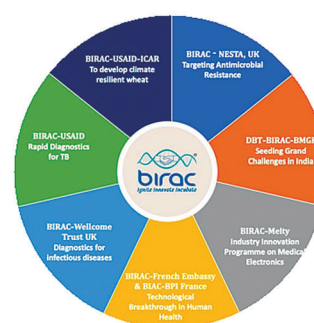 BIRAC-USAID-ICAR
To develop climate
resilient wheat
BIRAC - NESTA, UK
Targeting Antimicrobial
Resistance
DBT-BIRAC-BMGF
Seeding Grand
Challenges in India
BIRAC-Melty
Industry Innovation
Programme on Medical
Electronics
BIRAC-French Embassy
& BIAC-BPI France
Technological
Breakthrough in Human
Health
BIRAC-Wellcome
Trust UK
Diagnostics for
infectious diseases
BIRAC-USAID
Rapid Diagnostics
for TB
birac
Ignite Innovate Incubate